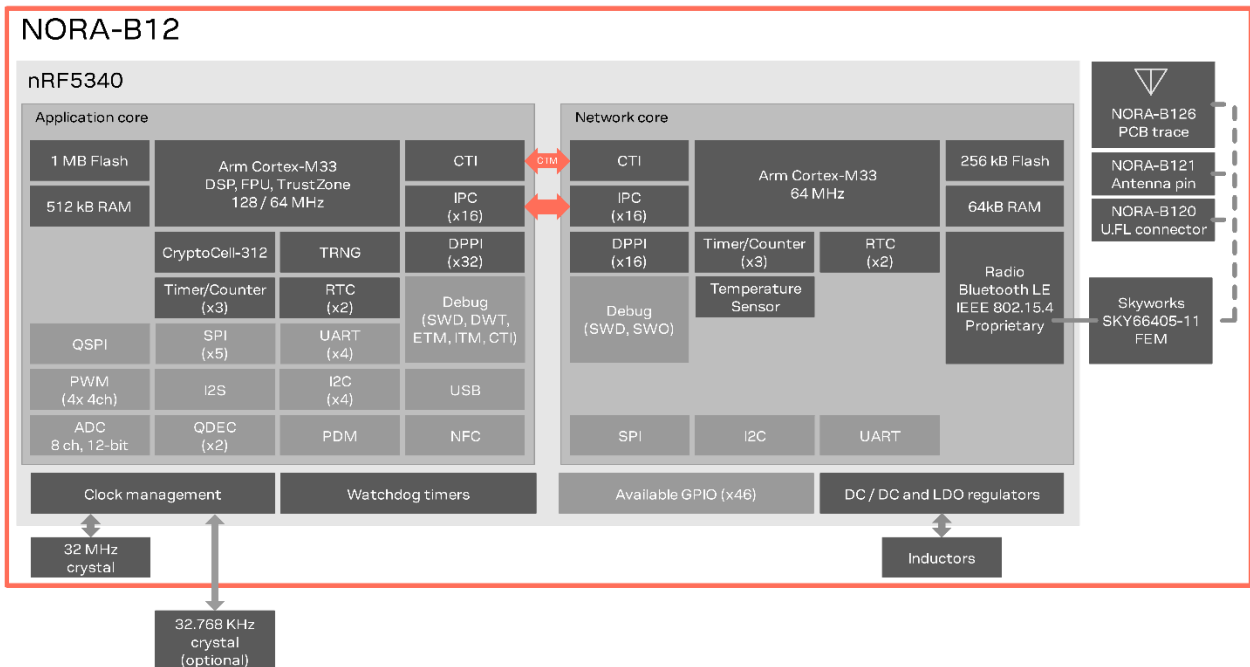 NORA-B12
nRF5340
Application core
1 MB Flash
Arm Cortex-M33
DSP, FPU, TrustZone
128 / 64 MHz
CTI
512 kB RAM
IPC
(x16)
CryptoCell-312
TRNG
DPPI
(x32)
Timer/Counter
(x3)
RTC
(x2)
Debug
(SWD, DWT,
ETM, ITM, CTI)
QSPI
SPI
(x5)
UART
(x4)
PWM
(4x 4ch)
I2S
I2C
(x4)
USB
ADC
8 ch, 12-bit
QDEC
(x2)
PDM
NFC
CIM
Network core
CTI
Arm Cortex-M33
64 MHz
256 kB Flash
IPC
(x16)
64kB RAM
DPPI
(x16)
Timer/Counter
(x3)
RTC
(x2)
Radio
Bluetooth LE
IEEE 802.15.4
Proprietary
Debug
(SWD, SWO)
Temperature
Sensor
SPI
I2C
UART
NORA-B126
PCB trace
NORA-B121
Antenna pin
NORA-B120
U.FL connector
Skyworks
SKY66405-11
FEM
Clock management
Watchdog timers
Available GPIO (x46)
DC / DC and LDO regulators
32 MHz
crystal
Inductors
32.768 KHz
crystal
(optional)